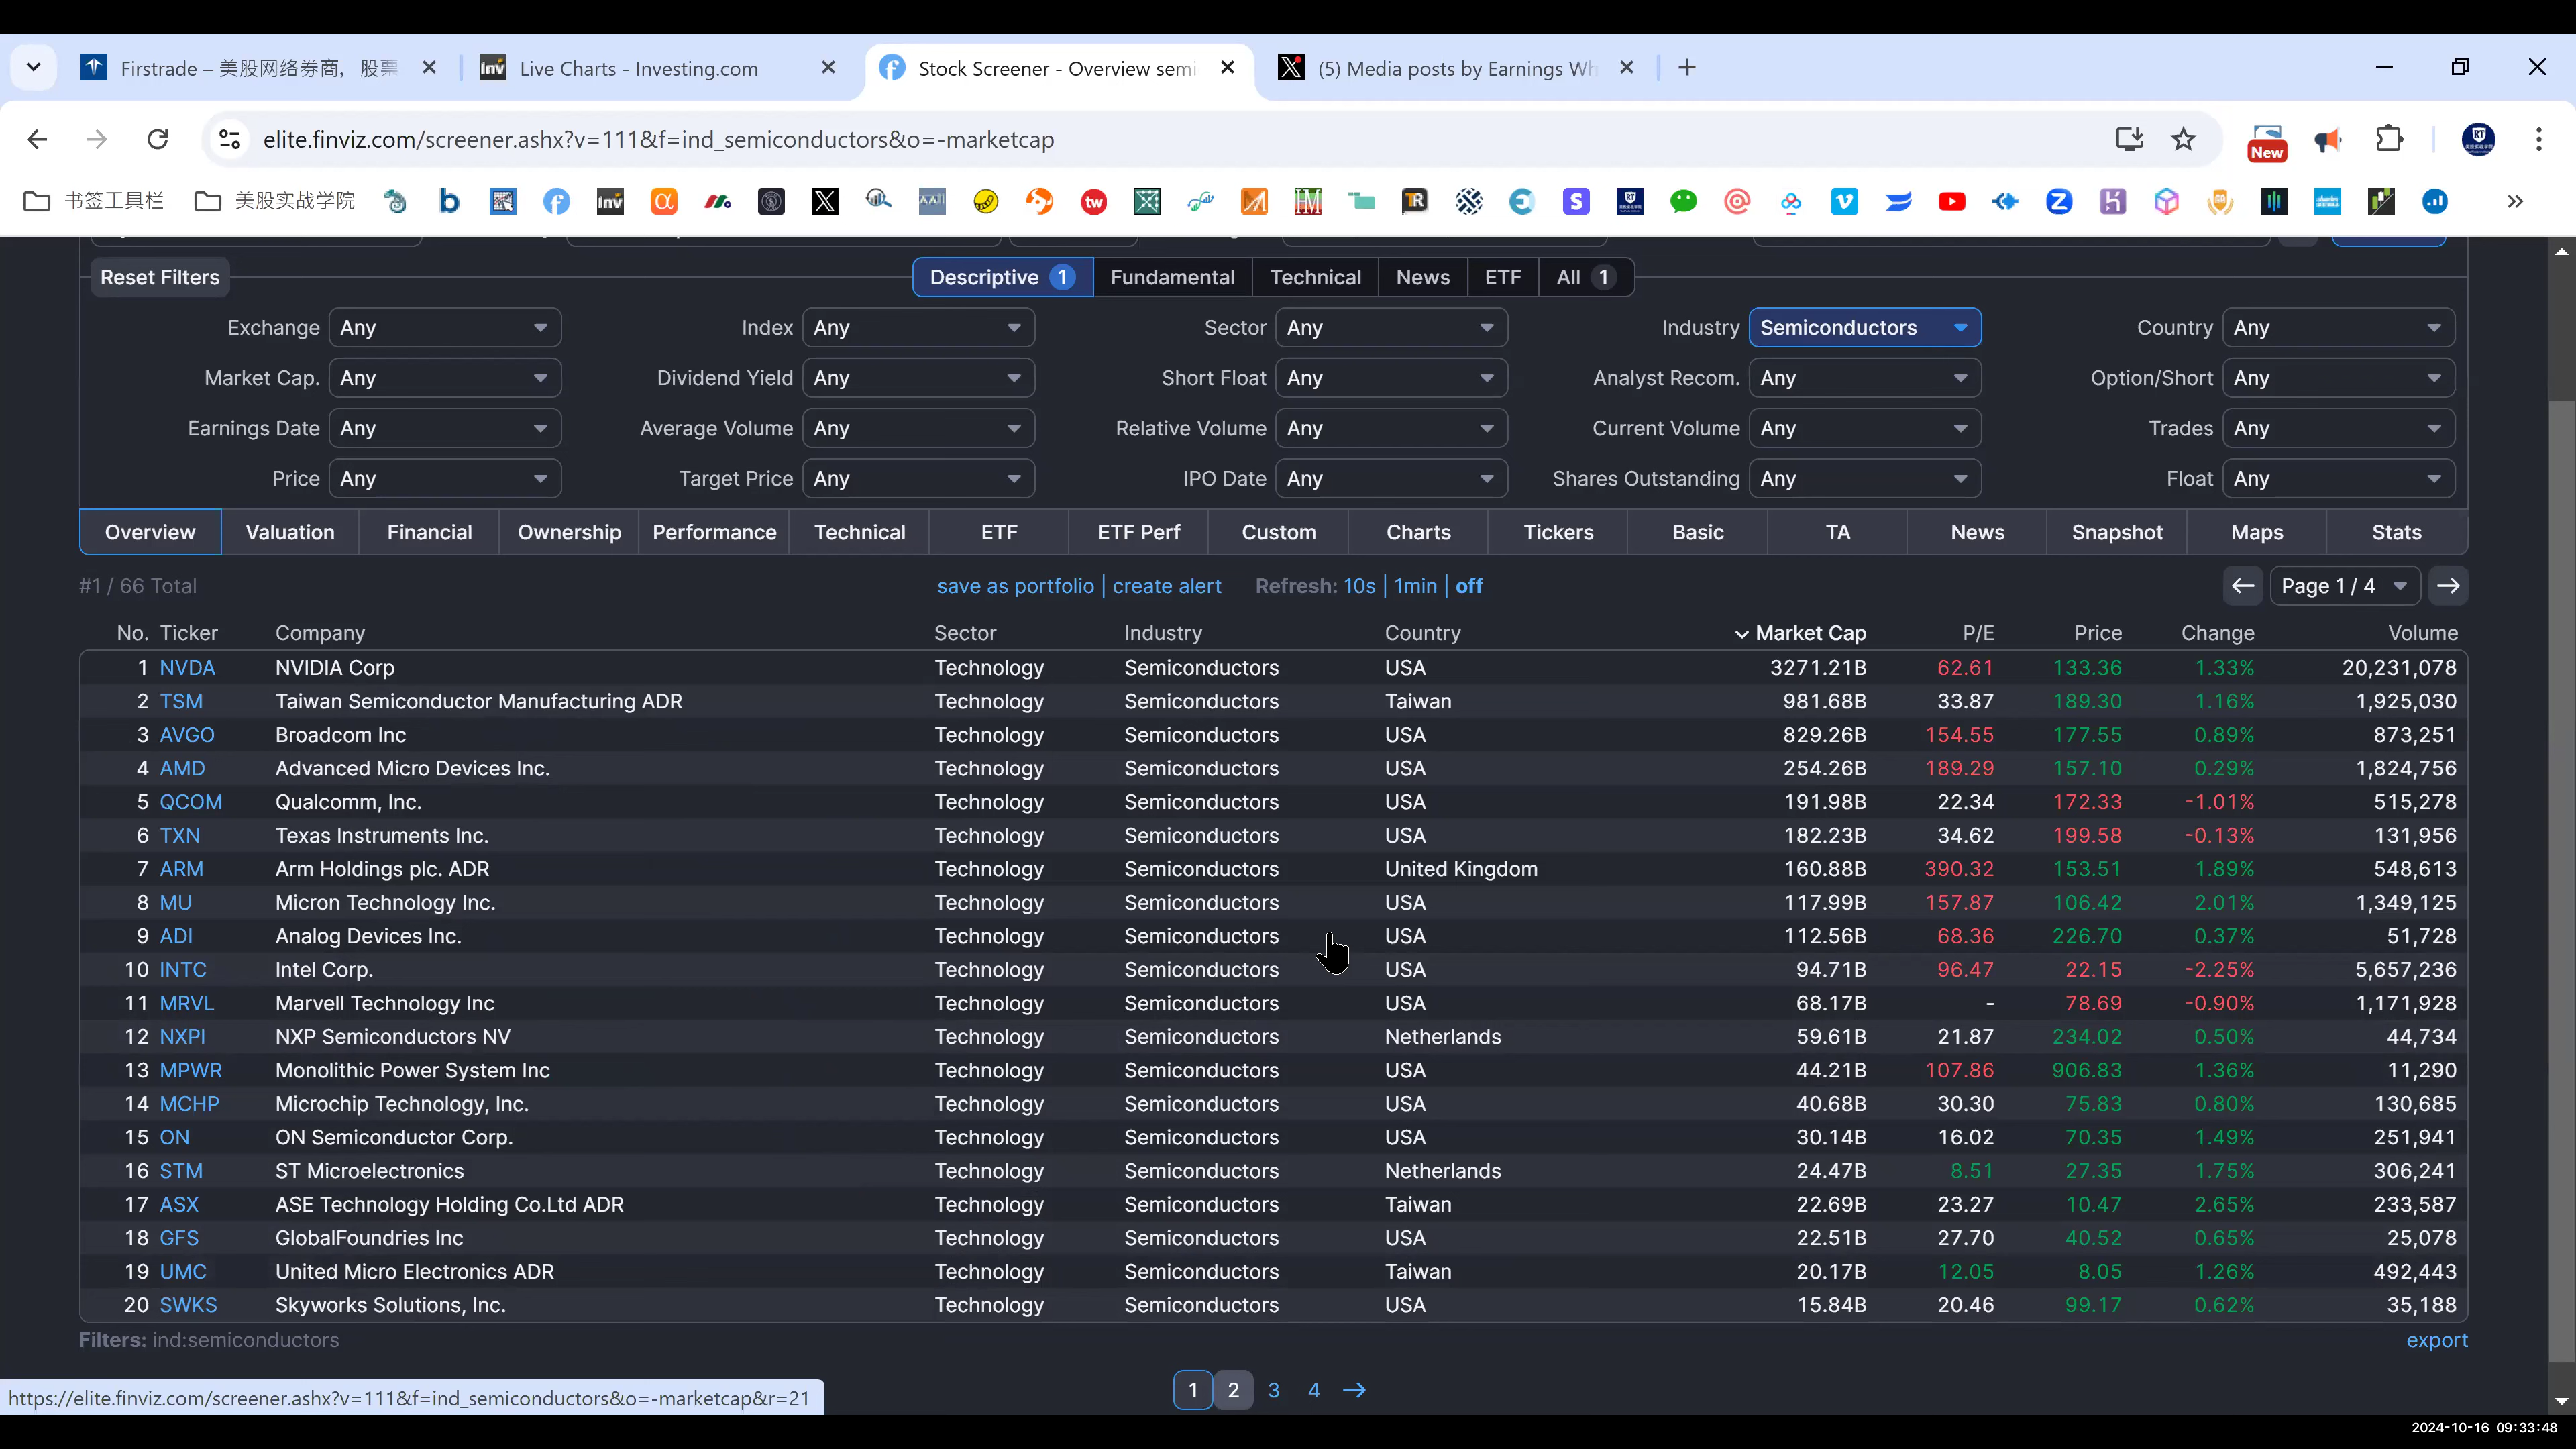 Firstrade – 美股网络券商, 股票
Live Charts - Investing.com
Stock Screener - Overview semi
(5) Media posts by Earnings Wh
elite.finviz.com/screener.ashx?v=111&f=ind_semiconductors&o=-marketcap
New
书签工具栏 美股实战学院
Reset Filters Descriptive 1 Fundamental Technical News ETF All 1
Exchange Any Index Any Sector Any Industry Semiconductors Country Any
Market Cap. Any Dividend Yield Any Short Float Any Analyst Recom. Any Option/Short Any
Earnings Date Any Average Volume Any Relative Volume Any Current Volume Any Trades Any
Price Any Target Price Any IPO Date Any Shares Outstanding Any Float Any
Overview Valuation Financial Ownership Performance Technical ETF ETF Perf Custom Charts Tickers Basic TA News Snapshot Maps Stats
#1 / 66 Total save as portfolio | create alert Refresh: 10s | 1min | off Page 1 / 4
No. Ticker Company Sector Industry Country Market Cap P/E Price Change Volume
1 NVDA NVIDIA Corp Technology Semiconductors USA 3271.21B 62.61 133.36 1.33% 20,231,078
2 TSM Taiwan Semiconductor Manufacturing ADR Technology Semiconductors Taiwan 981.68B 33.87 189.30 1.16% 1,925,030
3 AVGO Broadcom Inc Technology Semiconductors USA 829.26B 154.55 177.55 0.89% 873,251
4 AMD Advanced Micro Devices Inc. Technology Semiconductors USA 254.26B 189.29 157.10 0.29% 1,824,756
5 QCOM Qualcomm, Inc. Technology Semiconductors USA 191.98B 22.34 172.33 -1.01% 515,278
6 TXN Texas Instruments Inc. Technology Semiconductors USA 182.23B 34.62 199.58 -0.13% 131,956
7 ARM Arm Holdings plc. ADR Technology Semiconductors United Kingdom 160.88B 390.32 153.51 1.89% 548,613
8 MU Micron Technology Inc. Technology Semiconductors USA 117.99B 157.87 106.42 2.01% 1,349,125
9 ADI Analog Devices Inc. Technology Semiconductors USA 112.56B 68.36 226.70 0.37% 51,728
10 INTC Intel Corp. Technology Semiconductors USA 94.71B 96.47 22.15 -2.25% 5,657,236
11 MRVL Marvell Technology Inc Technology Semiconductors USA 68.17B - 78.69 -0.90% 1,171,928
12 NXPI NXP Semiconductors NV Technology Semiconductors Netherlands 59.61B 21.87 234.02 0.50% 44,734
13 MPWR Monolithic Power System Inc Technology Semiconductors USA 44.21B 107.86 906.83 1.36% 11,290
14 MCHP Microchip Technology, Inc. Technology Semiconductors USA 40.68B 30.30 75.83 0.80% 130,685
15 ON ON Semiconductor Corp. Technology Semiconductors USA 30.14B 16.02 70.35 1.49% 251,941
16 STM ST Microelectronics Technology Semiconductors Netherlands 24.47B 8.51 27.35 1.75% 306,241
17 ASX ASE Technology Holding Co.Ltd ADR Technology Semiconductors Taiwan 22.69B 23.27 10.47 2.65% 233,587
18 GFS GlobalFoundries Inc Technology Semiconductors USA 22.51B 27.70 40.52 0.65% 25,078
19 UMC United Micro Electronics ADR Technology Semiconductors Taiwan 20.17B 12.05 8.05 1.26% 492,443
20 SWKS Skyworks Solutions, Inc. Technology Semiconductors USA 15.84B 20.46 99.17 0.62% 35,188
Filters: ind:semiconductors export
1 2 3 4
https://elite.finviz.com/screener.ashx?v=111&f=ind_semiconductors&o=-marketcap&r=21
2024-10-16 09:33:48